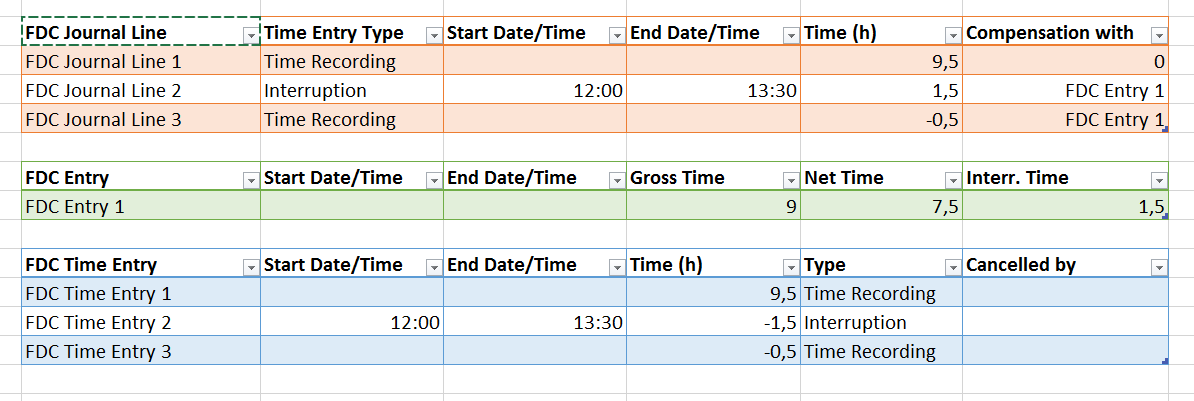 FDC Journal Line Time Entry Type Start Date/Time End Date/Time Time (h) Compensation with
FDC Journal Line 1 Time Recording 9,5 0
FDC Journal Line 2 Interruption 12:00 13:30 1,5 FDC Entry 1
FDC Journal Line 3 Time Recording -0,5 FDC Entry 1
FDC Entry Start Date/Time End Date/Time Gross Time Net Time Interr. Time
FDC Entry 1 9 7,5 1,5
FDC Time Entry Start Date/Time End Date/Time Time (h) Type Cancelled by
FDC Time Entry 1 9,5 Time Recording
FDC Time Entry 2 12:00 13:30 -1,5 Interruption
FDC Time Entry 3 -0,5 Time Recording